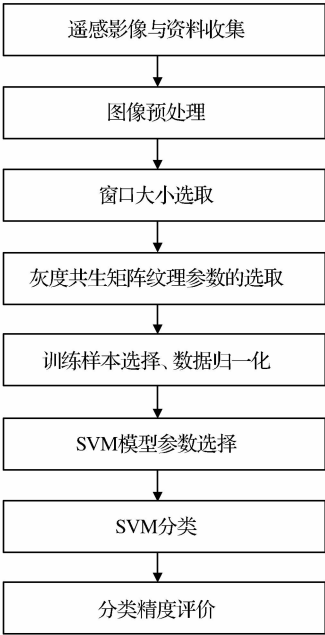 遥感影像与资料收集
图像预处理
窗口大小选取
灰度共生矩阵纹理参数的选取
训练样本选择、数据归一化
SVM模型参数选择
SVM分类
分类精度评价